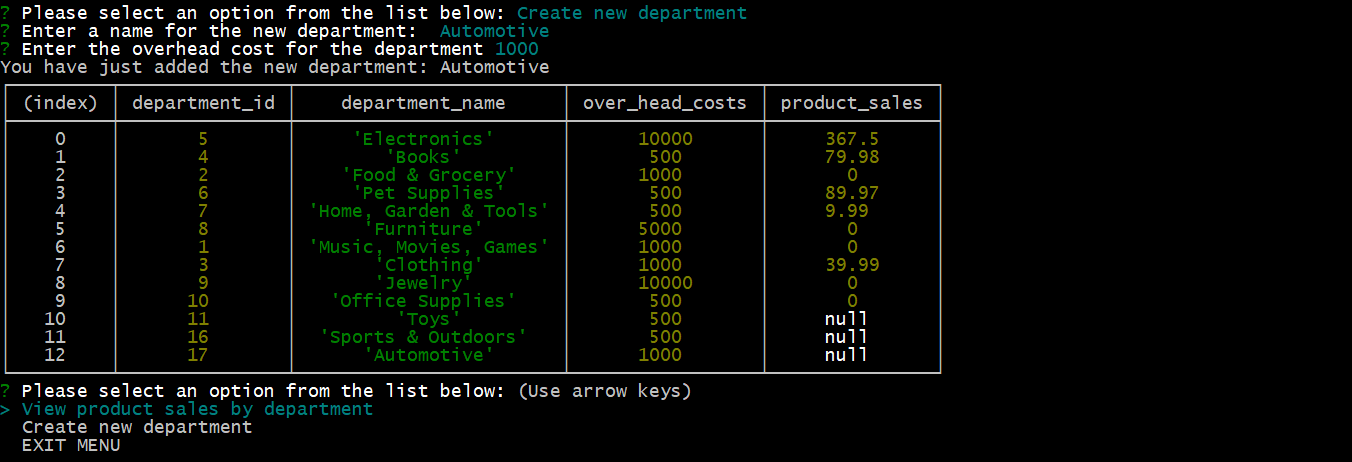 ? Please select an option from the list below: Create new department
? Enter a name for the new department:  Automotive
? Enter the overhead cost for the department 1000
You have just added the new department: Automotive
(index) department_id department_name over_head_costs product_sales
0 5 'Electronics' 10000 367.5
1 4 'Books' 500 79.98
2 2 'Food & Grocery' 1000 0
3 6 'Pet Supplies' 500 89.97
4 7 'Home, Garden & Tools' 500 9.99
5 8 'Furniture' 5000 0
6 1 'Music, Movies, Games' 1000 0
7 3 'Clothing' 1000 39.99
8 9 'Jewelry' 10000 0
9 10 'Office Supplies' 500 0
10 11 'Toys' 500 null
11 16 'Sports & Outdoors' 500 null
12 17 'Automotive' 1000 null
? Please select an option from the list below: (Use arrow keys)
> View product sales by department
Create new department
EXIT MENU